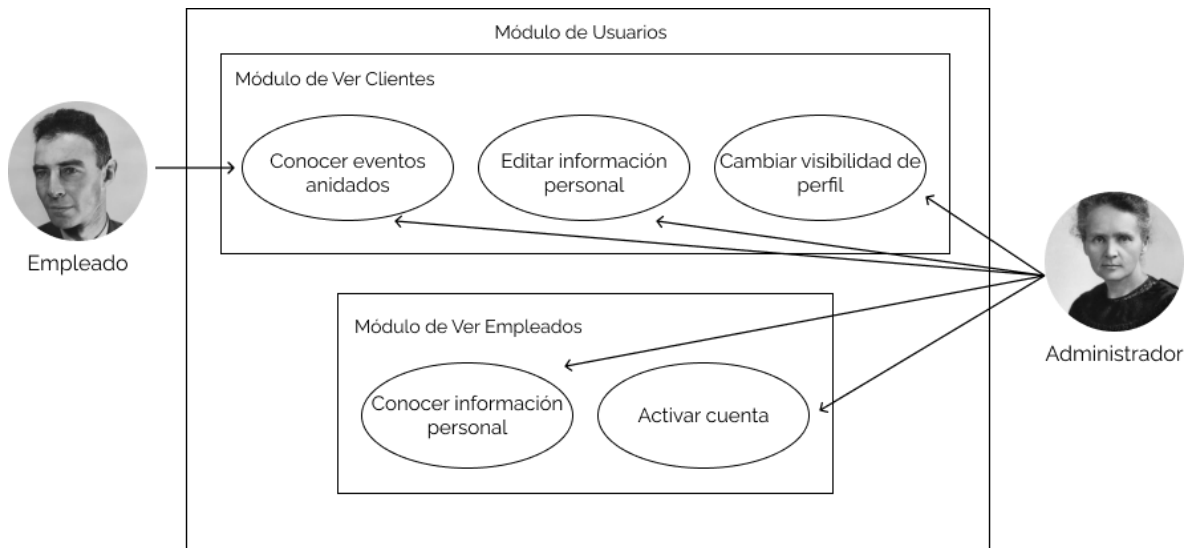 Módulo de Usuarios
Módulo de Ver Clientes
Conocer eventos
anidados
Editar información
personal
Cambiar visibilidad de
perfil
Empleado
Módulo de Ver Empleados
Conocer información
personal
Activar cuenta
Administrador